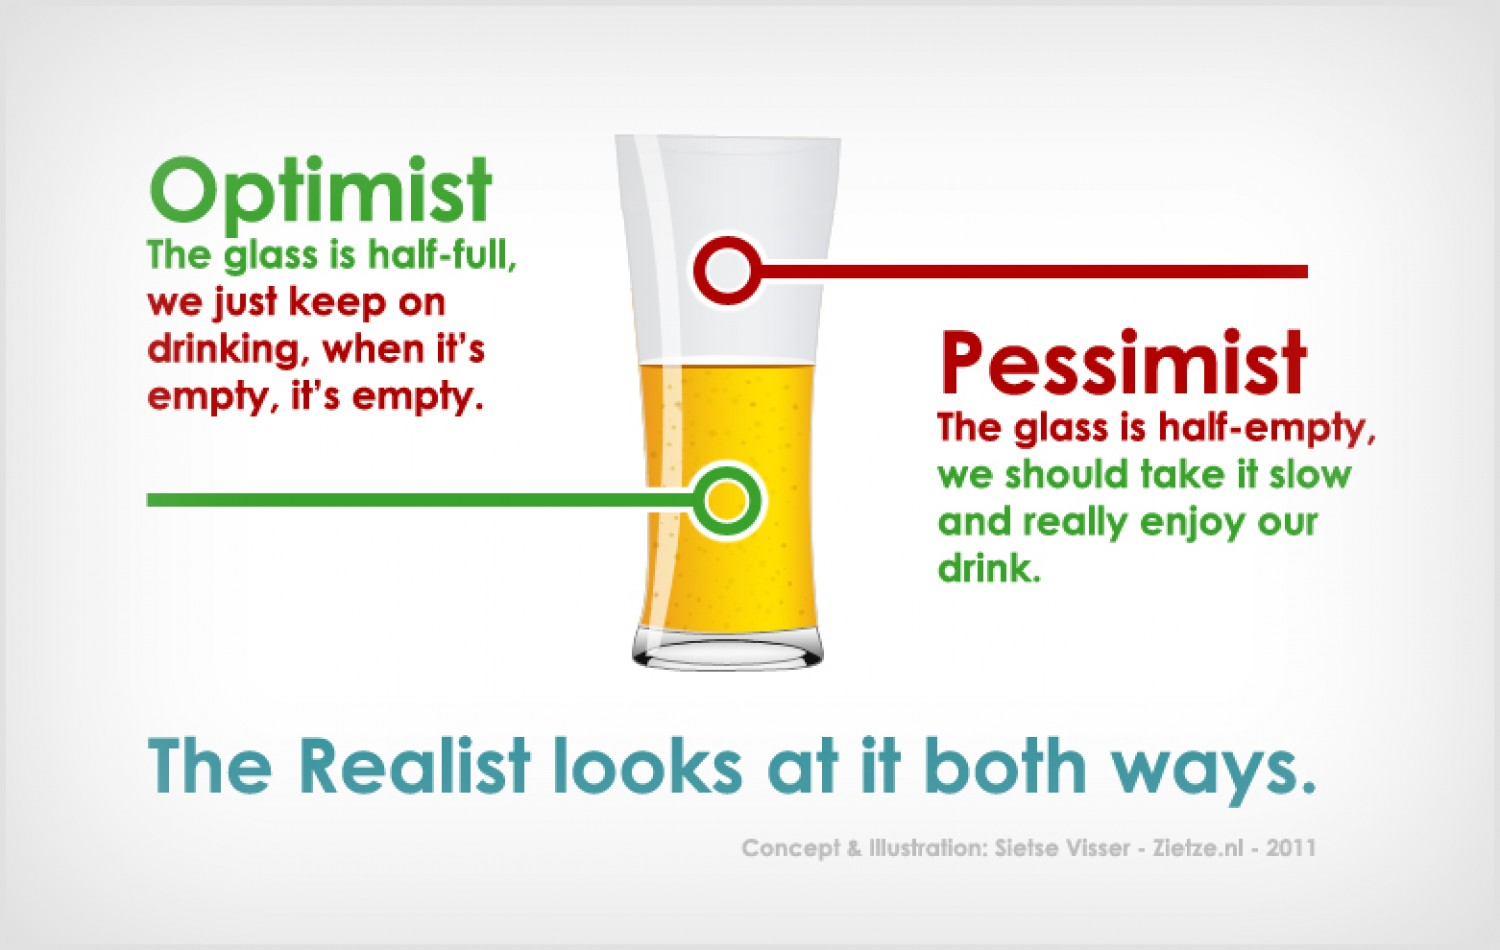 Optimist
The glass is half-full,
we just keep on
drinking, when it's
empty, it's empty.
Pessimist
The glass is half-empty,
we should take it slow
and really enjoy our
drink.
The Realist looks at it both ways.
Concept & Illustration: Sietse Visser - Zietze.nl - 2011